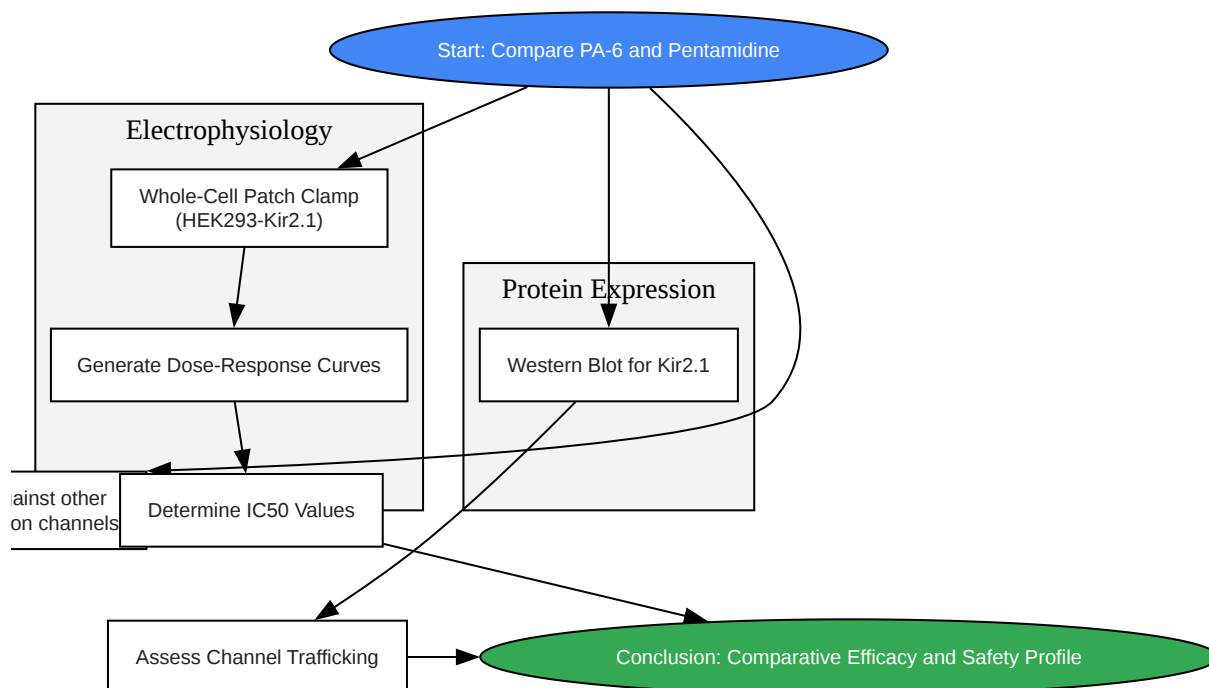 Start: Compare PA-6 and Pentamidine
Electrophysiology
Whole-Cell Patch Clamp
(HEK293-Kir2.1)
Protein Expression
Generate Dose-Response Curves
Western Blot for Kir2.1
other
channels
Determine IC50 Values
Assess Channel Trafficking
Conclusion: Comparative Efficacy and Safety Profile